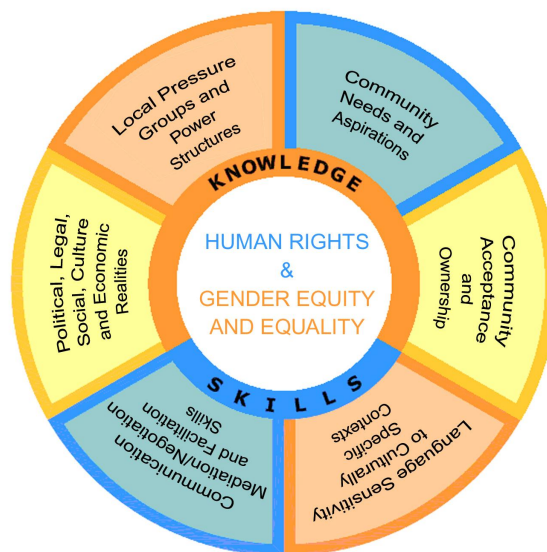 Local Pressure
Groups and
Power
Structures
Community
Needs and
Aspirations
KNOWLEDGE
Political, Legal,
Social, Culture
and Economic
Realities
HUMAN RIGHTS
&
GENDER EQUITY
AND EQUALITY
Community
Acceptance
and
Ownership
SKILLS
Communication
Mediation/Negotiation
and Facilitation
Skills
Language Sensitivity
to Culturally
Specific
Contexts